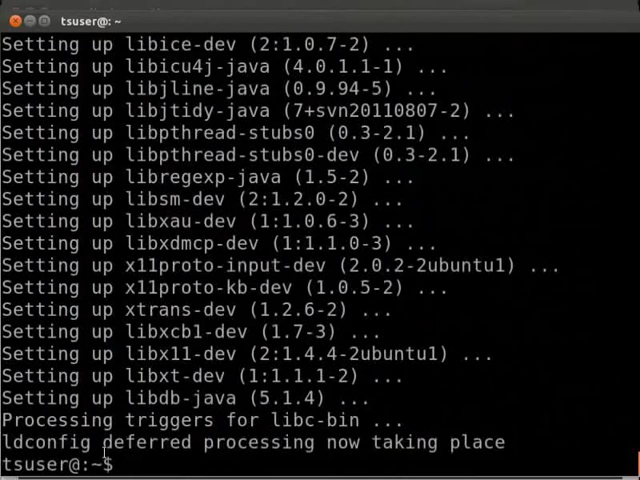 tsuser@: ~
Setting up libice-dev (2:1.0.7-2) ...
Setting up libicu4j-java (4.0.1.1-1) ...
Setting up libjline-java (0.9.94-5) ...
Setting up libjtidy-java (7+svn20110807-2) ...
Setting up libpthread-stubs0 (0.3-2.1) ...
Setting up libpthread-stubs0-dev (0.3-2.1) ...
Setting up libregexp-java (1.5-2) ...
Setting up libsm-dev (2:1.2.0-2) ...
Setting up libxau-dev (1:1.0.6-3) ...
Setting up libxdmcp-dev (1:1.1.0-3) ...
Setting up x11proto-input-dev (2.0.2-2ubuntu1) ...
Setting up x11proto-kb-dev (1.0.5-2) ...
Setting up xtrans-dev (1.2.6-2) ...
Setting up libxcb1-dev (1.7-3) ...
Setting up libx11-dev (2:1.4.4-2ubuntu1) ...
Setting up libxt-dev (1:1.1.1-2) ...
Setting up libdb-java (5.1.4) ...
Processing triggers for libc-bin ...
ldconfig deferred processing now taking place
tsuser@:~$